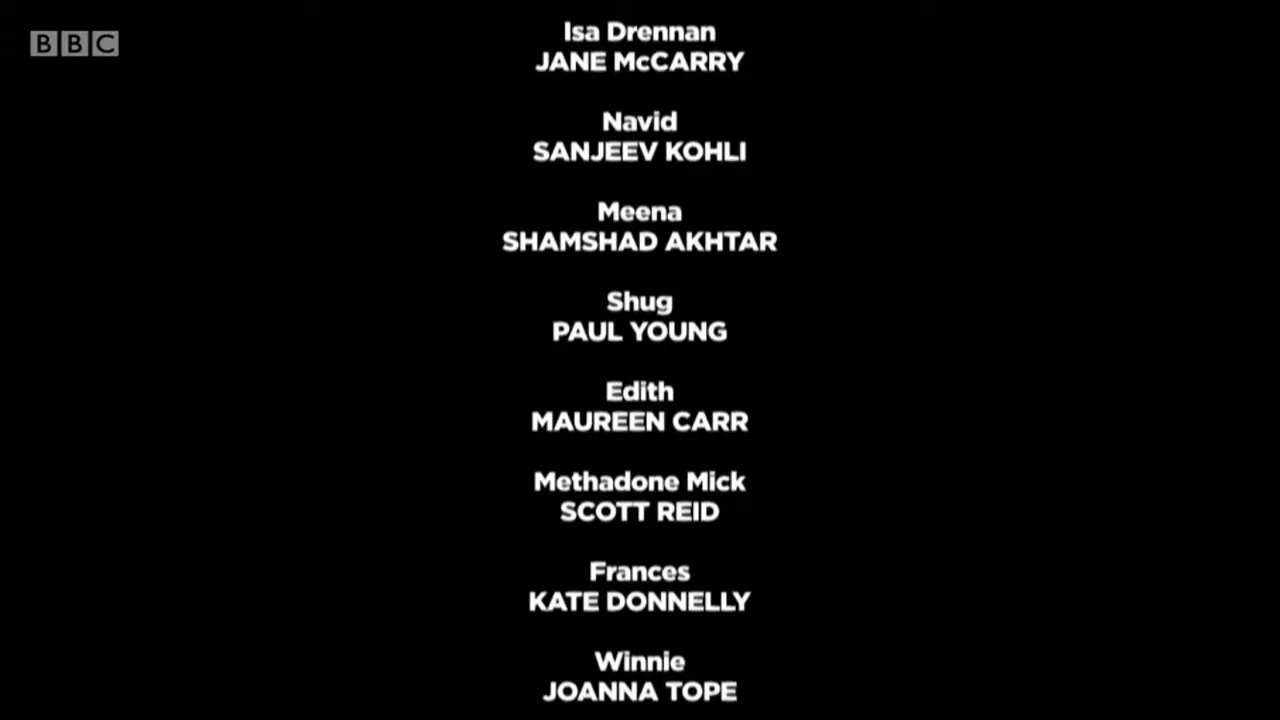 BBC
Isa Drennan
JANE McCARRY
Navid
SANJEEV KOHLI
Meena
SHAMSHAD AKHTAR
Shug
PAUL YOUNG
Edith
MAUREEN CARR
Methadone Mick
SCOTT REID
Frances
KATE DONNELLY
Winnie
JOANNA TOPE